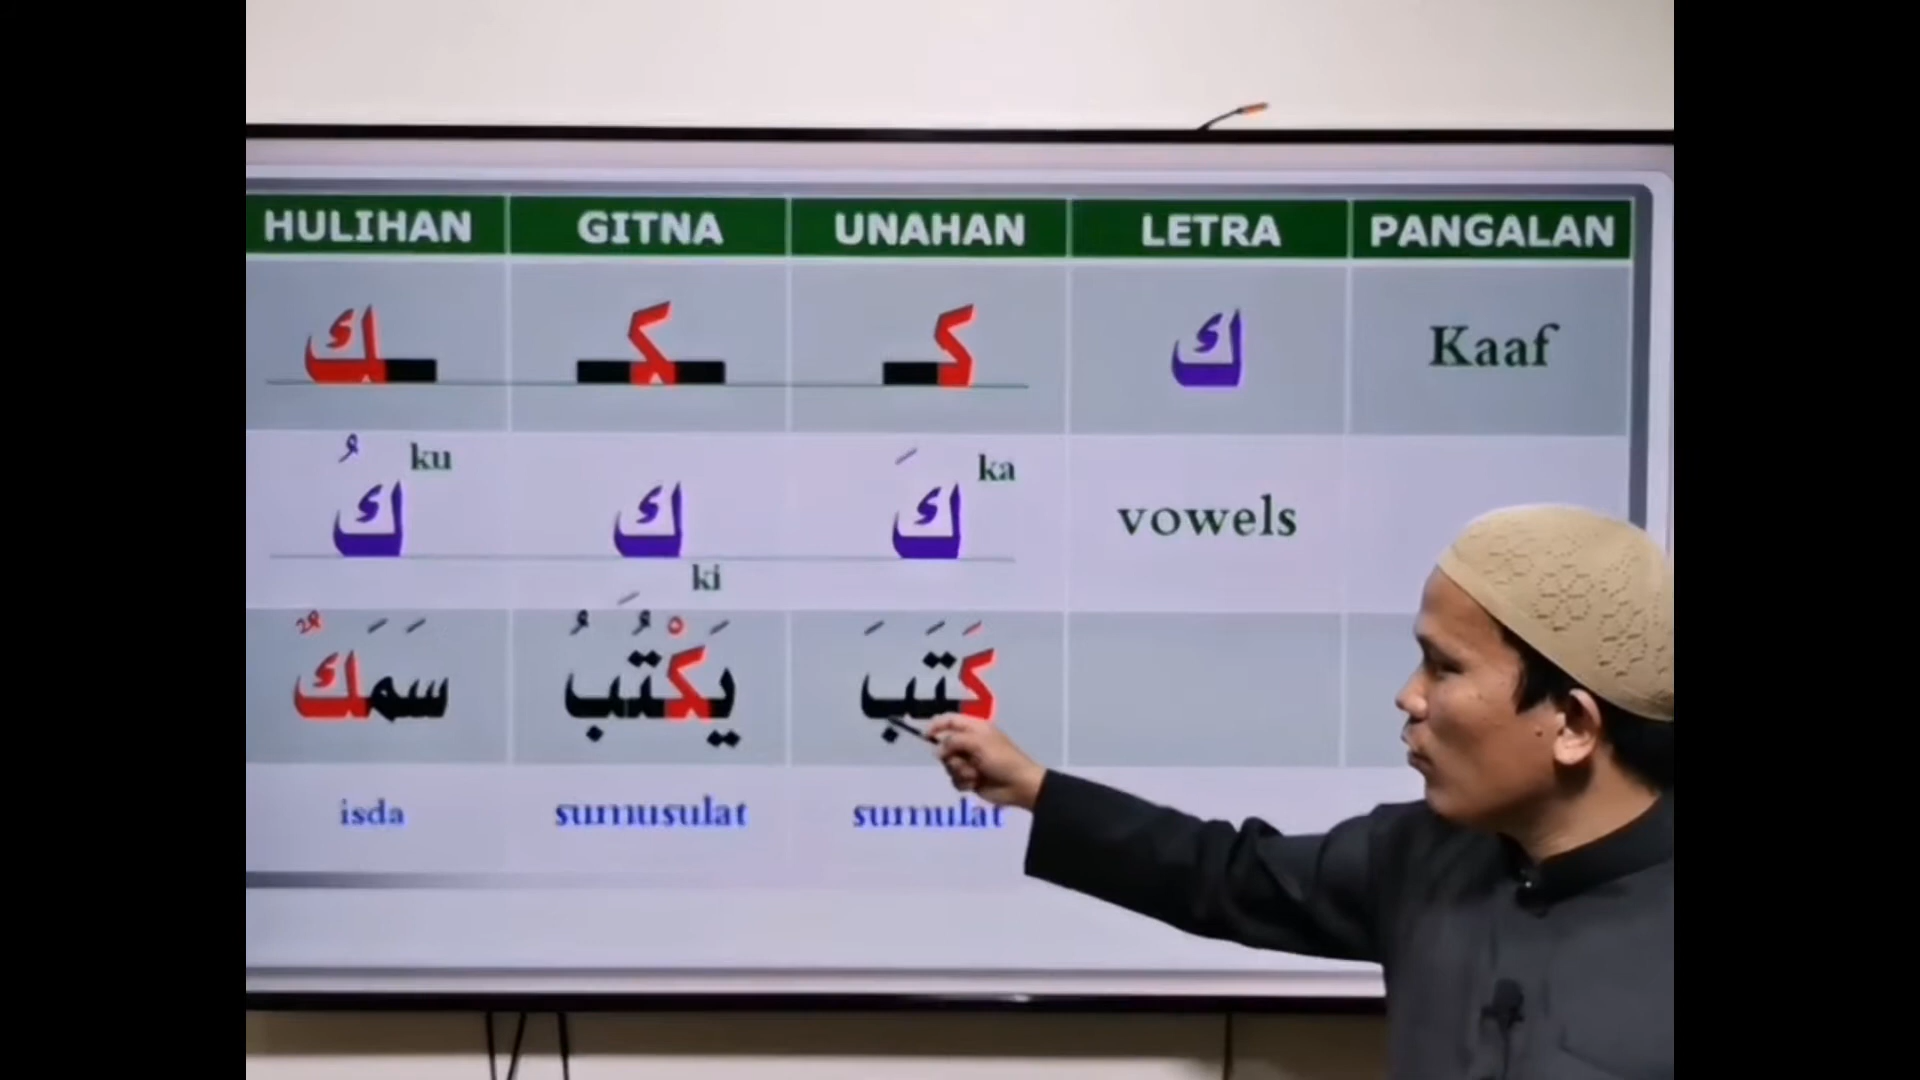 HULIHAN GITNA UNAHAN LETRA PANGALAN
ـك ـكـ كـ ك Kaaf
كُ ku ك ki كَ ka vowels
سَمَكٌ يَكْتُبُ كَتَبَ
isda sumusulat sumulat